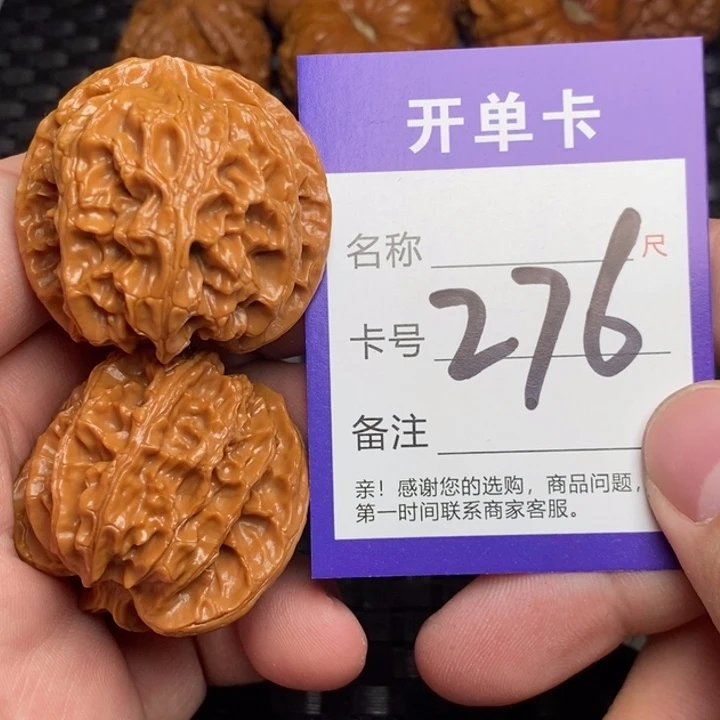 开单卡
名称 尺
卡号 276
备注
亲！感谢您的选购，商品问题，
第一时间联系商家客服。